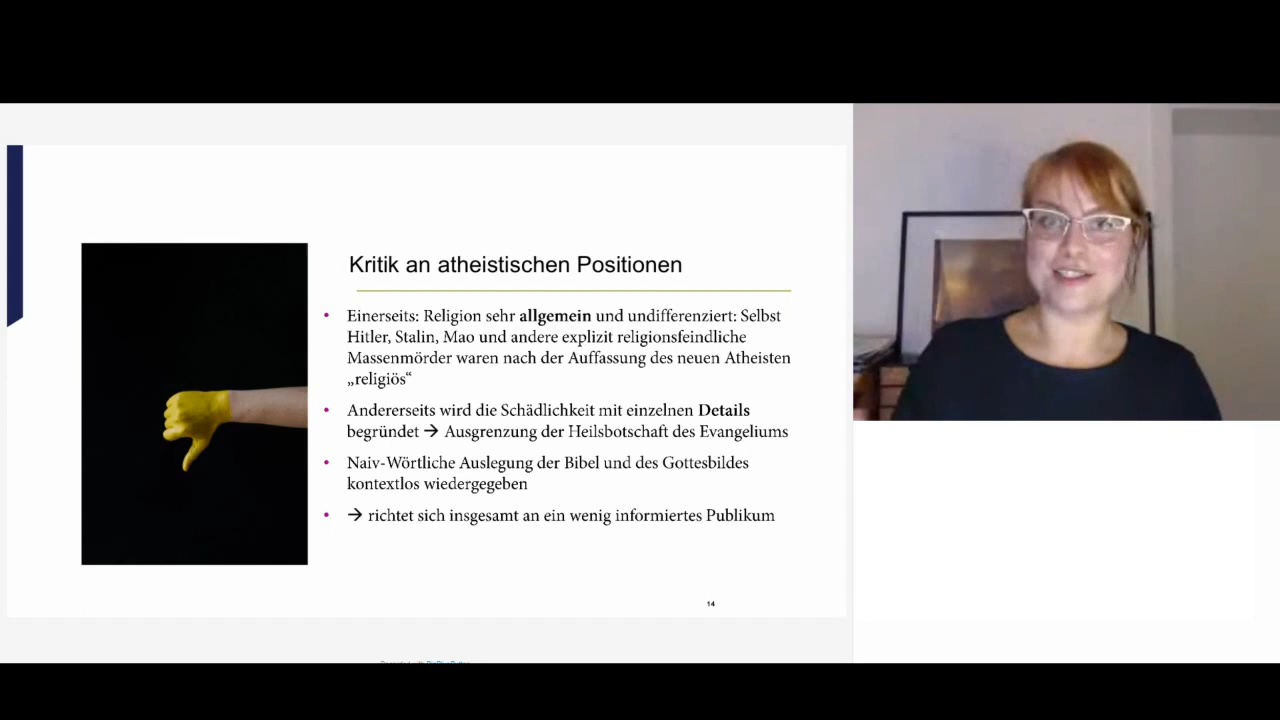 Kritik an atheistischen Positionen
• Einerseits: Religion sehr allgemein und undifferenziert: Selbst
Hitler, Stalin, Mao und andere explizit religionsfeindliche
Massenmörder waren nach der Auffassung des neuen Atheisten
„religiös“
• Andererseits wird die Schädlichkeit mit einzelnen Details
begründet → Ausgrenzung der Heilsbotschaft des Evangeliums
• Naiv-Wörtliche Auslegung der Bibel und des Gottesbildes
kontextlos wiedergegeben
• → richtet sich insgesamt an ein wenig informiertes Publikum
14